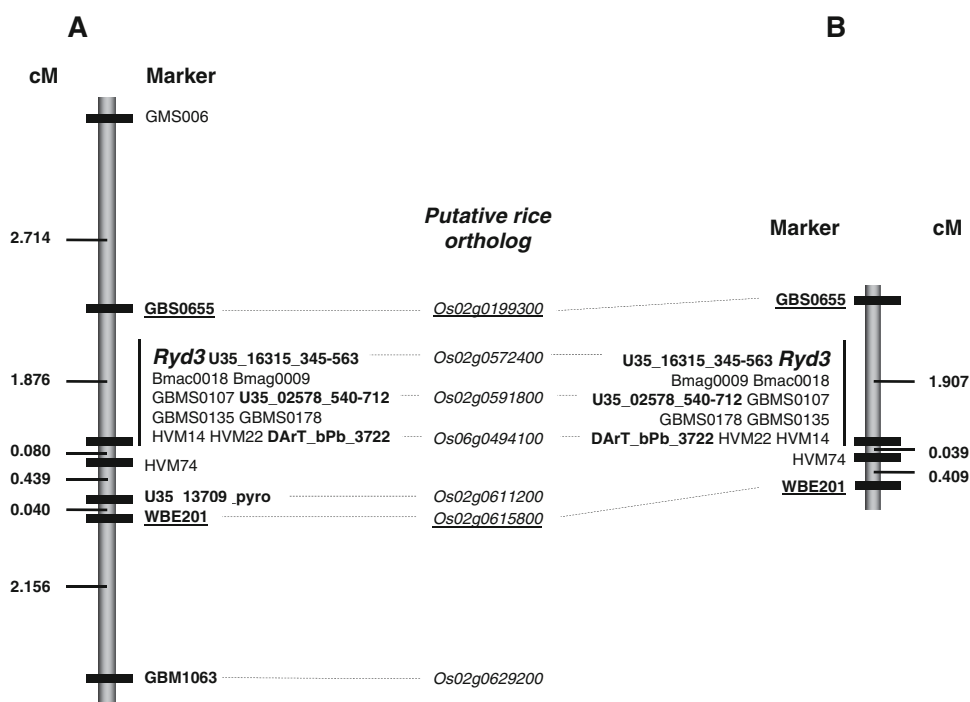 A
B
cM
Marker
GMS006
Putative rice
ortholog
Marker
cM
2.714
GBS0655
Os02g0199300
GBS0655
Ryd3 U35_16315_345-563
Os02g0572400
U35_16315_345-563 Ryd3
Bmac0018 Bmag0009
Bmag0009 Bmac0018
1.876
1.907
GBMS0107 U35_02578_540-712
Os02g0591800
U35_02578_540-712 GBMS0107
GBMS0135 GBMS0178
GBMS0178 GBMS0135
HVM14 HVM22 DArT_bPb_3722
Os06g0494100
DArT_bPb_3722 HVM22 HVM14
0.080
0.039
HVM74
HVM74
0.439
0.409
U35_13709_pyro
Os02g0611200
WBE201
0.040
WBE201
Os02g0615800
2.156
GBM1063
Os02g0629200